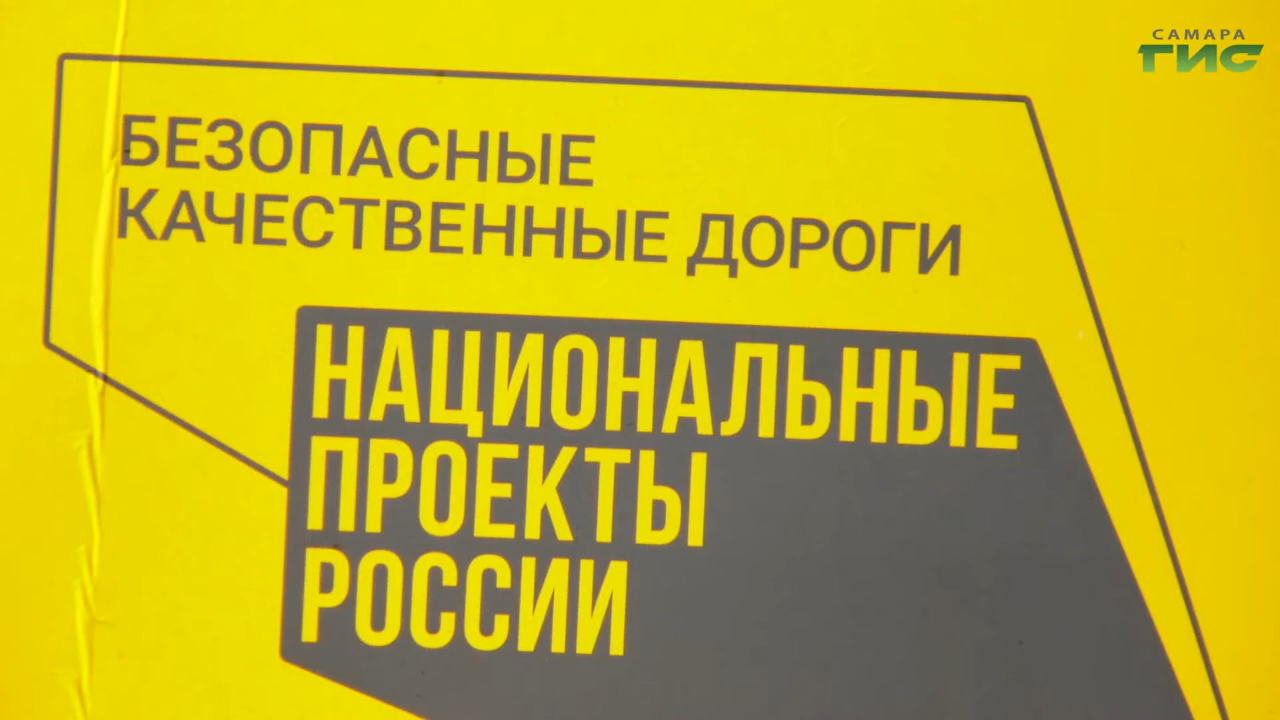 САМАРА
ГИС
БЕЗОПАСНЫЕ
КАЧЕСТВЕННЫЕ ДОРОГИ
НАЦИОНАЛЬНЫЕ
ПРОЕКТЫ
РОССИИ